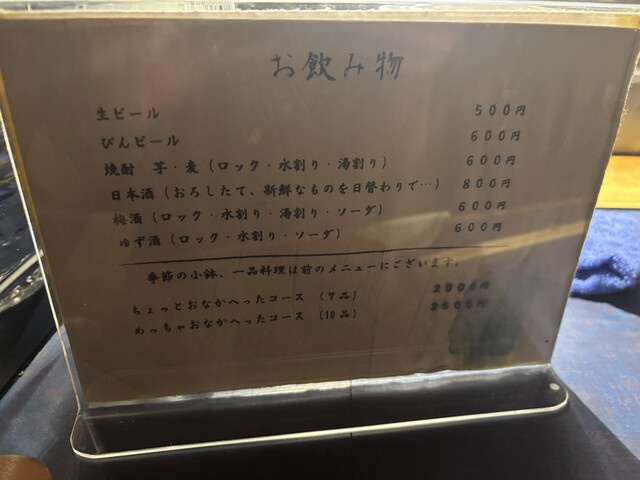 お飲み物
生ビール 500円
びんビール 600円
焼酎 芋・麦(ロック・水割り・湯割り) 600円
日本酒(おろしたて、新鮮なものを日替わりで…) 800円
梅酒(ロック・水割り・湯割り・ソーダ) 600円
ゆず酒(ロック・水割り・ソーダ) 600円
季節の小鉢、一品料理は前のメニューにございます。
ちょっとおなかへったコース (7品) 2000円
めっちゃおなかへったコース (10品) 2500円